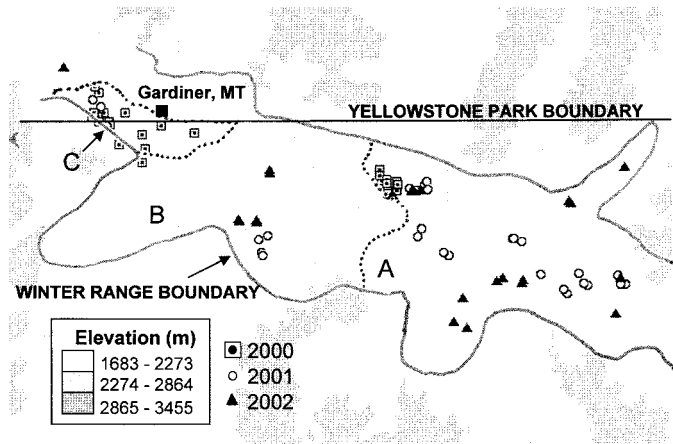 Gardiner, MT
YELLOWSTONE PARK BOUNDARY
C
B
A
WINTER RANGE BOUNDARY
Elevation (m)
1683 - 2273
2274 - 2864
2865 - 3455
2000
2001
2002